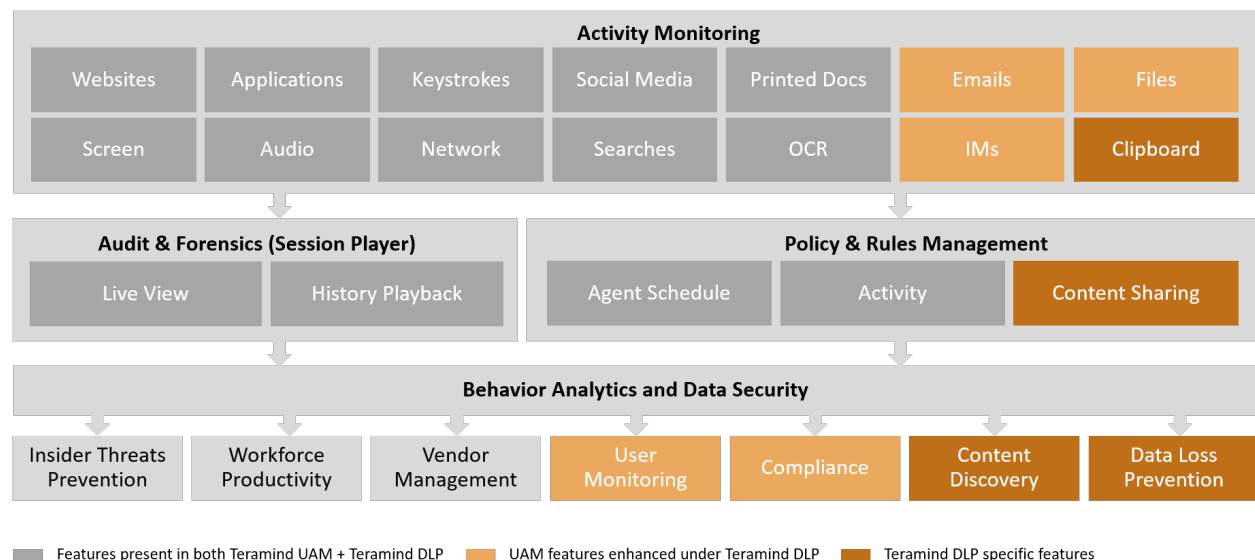 Activity Monitoring
Websites
Applications
Keystrokes
Social Media
Printed Docs
Emails
Files
Screen
Audio
Network
Searches
OCR
IMs
Clipboard
Audit & Forensics (Session Player)
Live View
History Playback
Policy & Rules Management
Agent Schedule
Activity
Content Sharing
Behavior Analytics and Data Security
Insider Threats
Prevention
Workforce
Productivity
Vendor
Management
User
Monitoring
Compliance
Content
Discovery
Data Loss
Prevention
Features present in both Teramind UAM + Teramind DLP
UAM features enhanced under Teramind DLP
Teramind DLP specific features